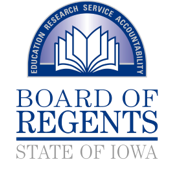 EDUCATION RESEARCH SERVICE ACCOUNTABILITY
BOARD OF
REGENTS
STATE OF IOWA